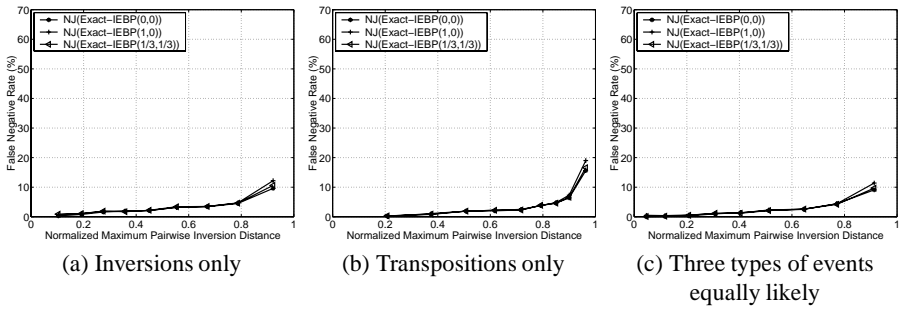 NJ(Exact−IEBP(0,0))
NJ(Exact−IEBP(1,0))
NJ(Exact−IEBP(1/3,1/3))
False Negative Rate (%)
70
60
50
40
30
20
10
0
0 0.2 0.4 0.6 0.8 1
Normalized Maximum Pairwise Inversion Distance
(a) Inversions only
NJ(Exact−IEBP(0,0))
NJ(Exact−IEBP(1,0))
NJ(Exact−IEBP(1/3,1/3))
False Negative Rate (%)
70
60
50
40
30
20
10
0
0 0.2 0.4 0.6 0.8 1
Normalized Maximum Pairwise Inversion Distance
(b) Transpositions only
NJ(Exact−IEBP(0,0))
NJ(Exact−IEBP(1,0))
NJ(Exact−IEBP(1/3,1/3))
False Negative Rate (%)
70
60
50
40
30
20
10
0
0 0.2 0.4 0.6 0.8 1
Normalized Maximum Pairwise Inversion Distance
(c) Three types of events
equally likely